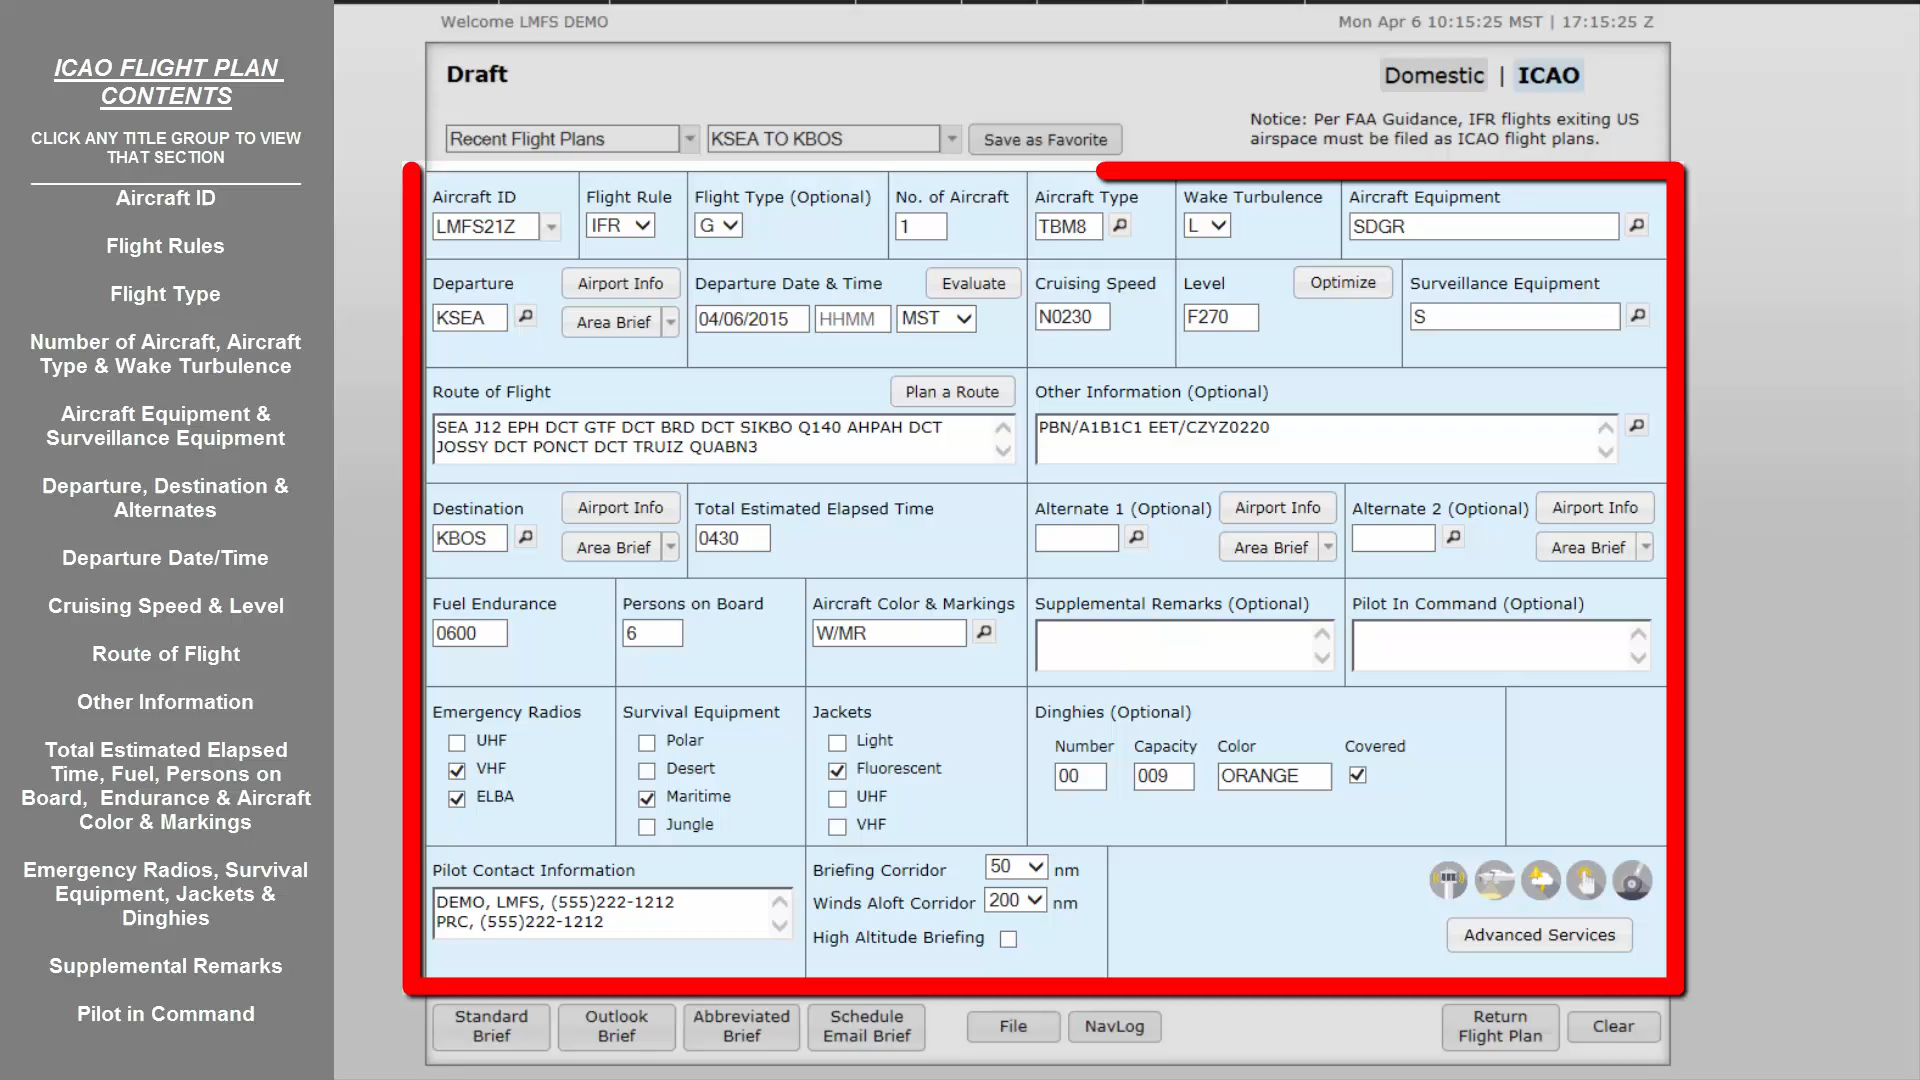 ICAO FLIGHT PLAN
CONTENTS
CLICK ANY TITLE GROUP TO VIEW
THAT SECTION
Aircraft ID
Flight Rules
Flight Type
Number of Aircraft, Aircraft
Type & Wake Turbulence
Aircraft Equipment &
Surveillance Equipment
Departure, Destination &
Alternates
Departure Date/Time
Cruising Speed & Level
Route of Flight
Other Information
Total Estimated Elapsed
Time, Fuel, Persons on
Board, Endurance & Aircraft
Color & Markings
Emergency Radios, Survival
Equipment, Jackets &
Dinghies
Supplemental Remarks
Pilot in Command
Welcome LMFS DEMO
Mon Apr 6 10:15:25 MST | 17:15:25 Z
Draft
Domestic | ICAO
Notice: Per FAA Guidance, IFR flights exiting US
airspace must be filed as ICAO flight plans.
Recent Flight Plans KSEA TO KBOS Save as Favorite
Aircraft ID Flight Rule Flight Type (Optional) No. of Aircraft Aircraft Type Wake Turbulence Aircraft Equipment
LMFS21Z IFR G 1 TBM8 L SDGR
Departure Airport Info Departure Date & Time Evaluate Cruising Speed Level Optimize Surveillance Equipment
KSEA Area Brief 04/06/2015 HHMM MST N0230 F270 S
Route of Flight Plan a Route Other Information (Optional)
SEA J12 EPH DCT GTF DCT BRD DCT SIKBO Q140 AHPAH DCT
JOSSY DCT PONCT DCT TRUIZ QUABN3
PBN/A1B1C1 EET/CZYZ0220
Destination Airport Info Total Estimated Elapsed Time Alternate 1 (Optional) Airport Info Alternate 2 (Optional) Airport Info
KBOS Area Brief 0430 Area Brief Area Brief
Fuel Endurance Persons on Board Aircraft Color & Markings Supplemental Remarks (Optional) Pilot In Command (Optional)
0600 6 W/MR
Emergency Radios Survival Equipment Jackets Dinghies (Optional)
UHF Polar Light
Number Capacity Color Covered
VHF Desert Fluorescent
00 009 ORANGE
ELBA Maritime UHF
Jungle VHF
Pilot Contact Information
DEMO, LMFS, (555)222-1212
PRC, (555)222-1212
Briefing Corridor 50 nm
Winds Aloft Corridor 200 nm
High Altitude Briefing
Advanced Services
Standard
Brief
Outlook
Brief
Abbreviated
Brief
Schedule
Email Brief
File
NavLog
Return
Flight Plan
Clear